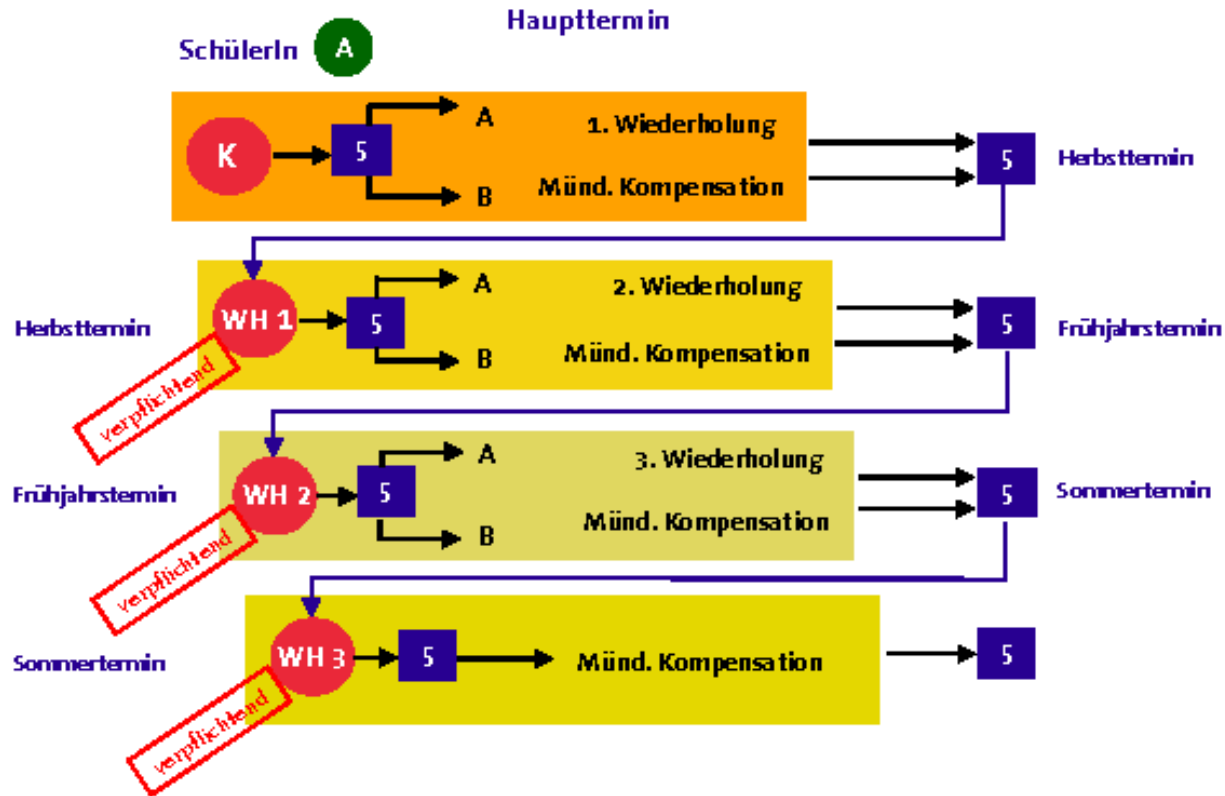 Haupttermin
SchülerIn A
K 5 A 1. Wiederholung 5 Herbsttermin
B Münd. Kompensation
Herbsttermin WH 1 5 A 2. Wiederholung 5 Frühjahrstermin
B Münd. Kompensation
verpflichtend
Frühjahrstermin WH 2 5 A 3. Wiederholung 5 Sommertermin
B Münd. Kompensation
verpflichtend
Sommertermin WH 3 5 Münd. Kompensation 5
verpflichtend